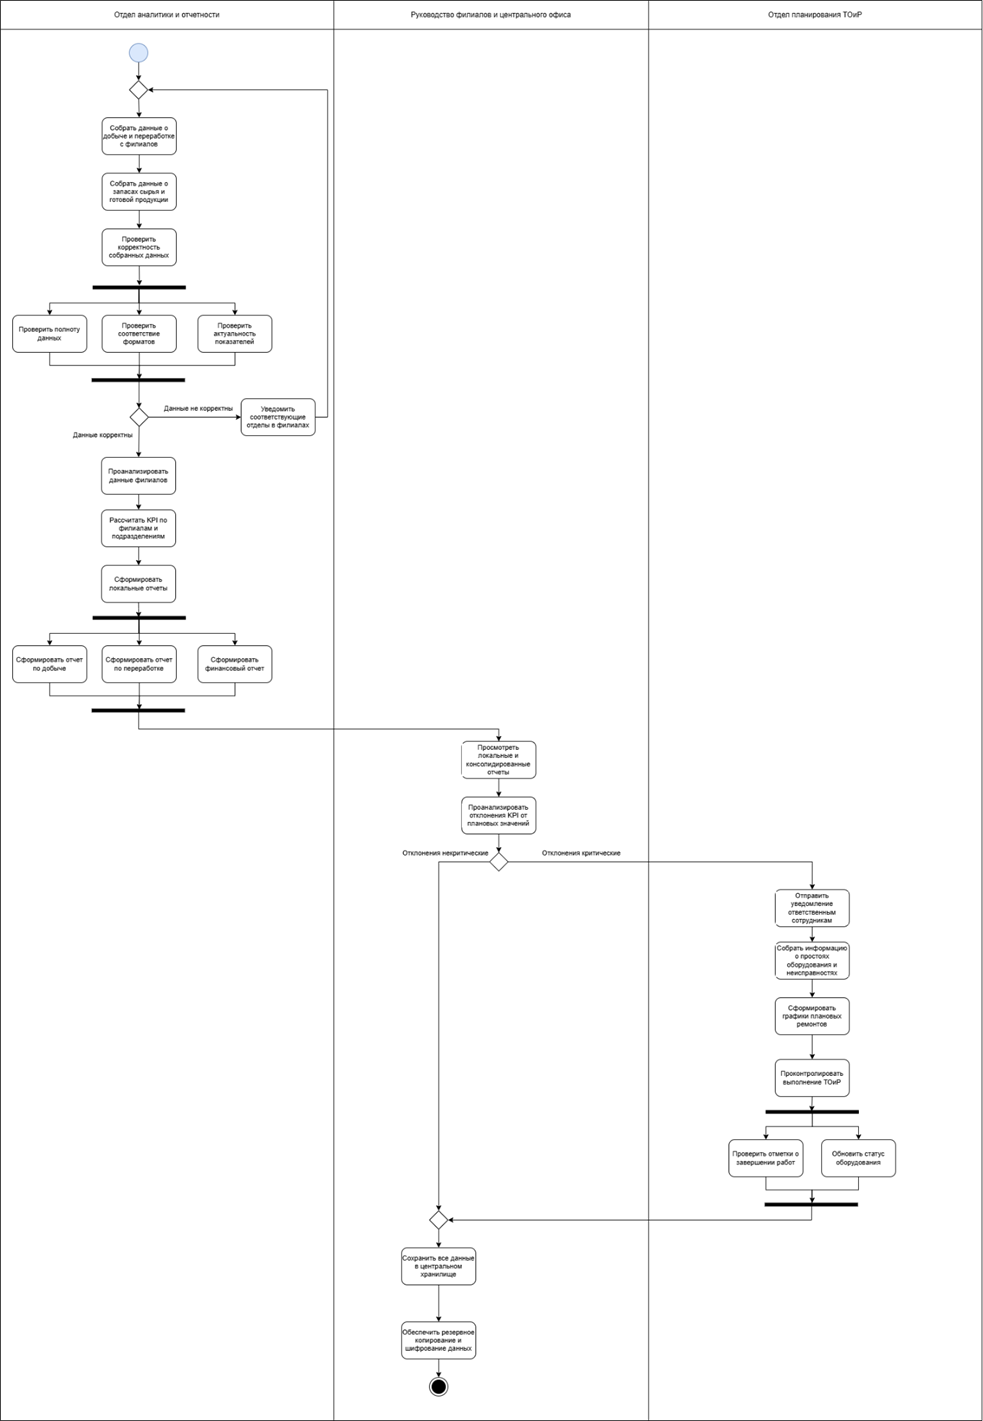 Отдел аналитики и отчетности
Руководство филиалов и центрального офиса
Отдел планирования ТОиР
Собрать данные о
добыче и переработке
с филиалов
Собрать данные о
запасах сырья и
готовой продукции
Проверить
корректность
собранных данных
Проверить полноту
данных
Проверить
соответствие
форматов
Проверить
актуальность
показателей
Данные не корректны
Уведомить
соответствующие
отделы в филиалах
Данные корректны
Проанализировать
данные филиалов
Рассчитать KPI по
филиалам и
подразделениям
Сформировать
локальные отчеты
Сформировать отчет
по добыче
Сформировать отчет
по переработке
Сформировать
финансовый отчет
Просмотреть
локальные и
консолидированные
отчеты
Проанализировать
отклонения KPI от
плановых значений
Отклонения некритические
Отклонения критические
Отправить
уведомление
ответственным
сотрудникам
Собрать информацию
о простоях
оборудования и
неисправностях
Сформировать
графики плановых
ремонтов
Проконтролировать
выполнение ТОиР
Проверить отметки о
завершении работ
Обновить статус
оборудования
Сохранить все данные
в центральном
хранилище
Обеспечить резервное
копирование и
шифрование данных